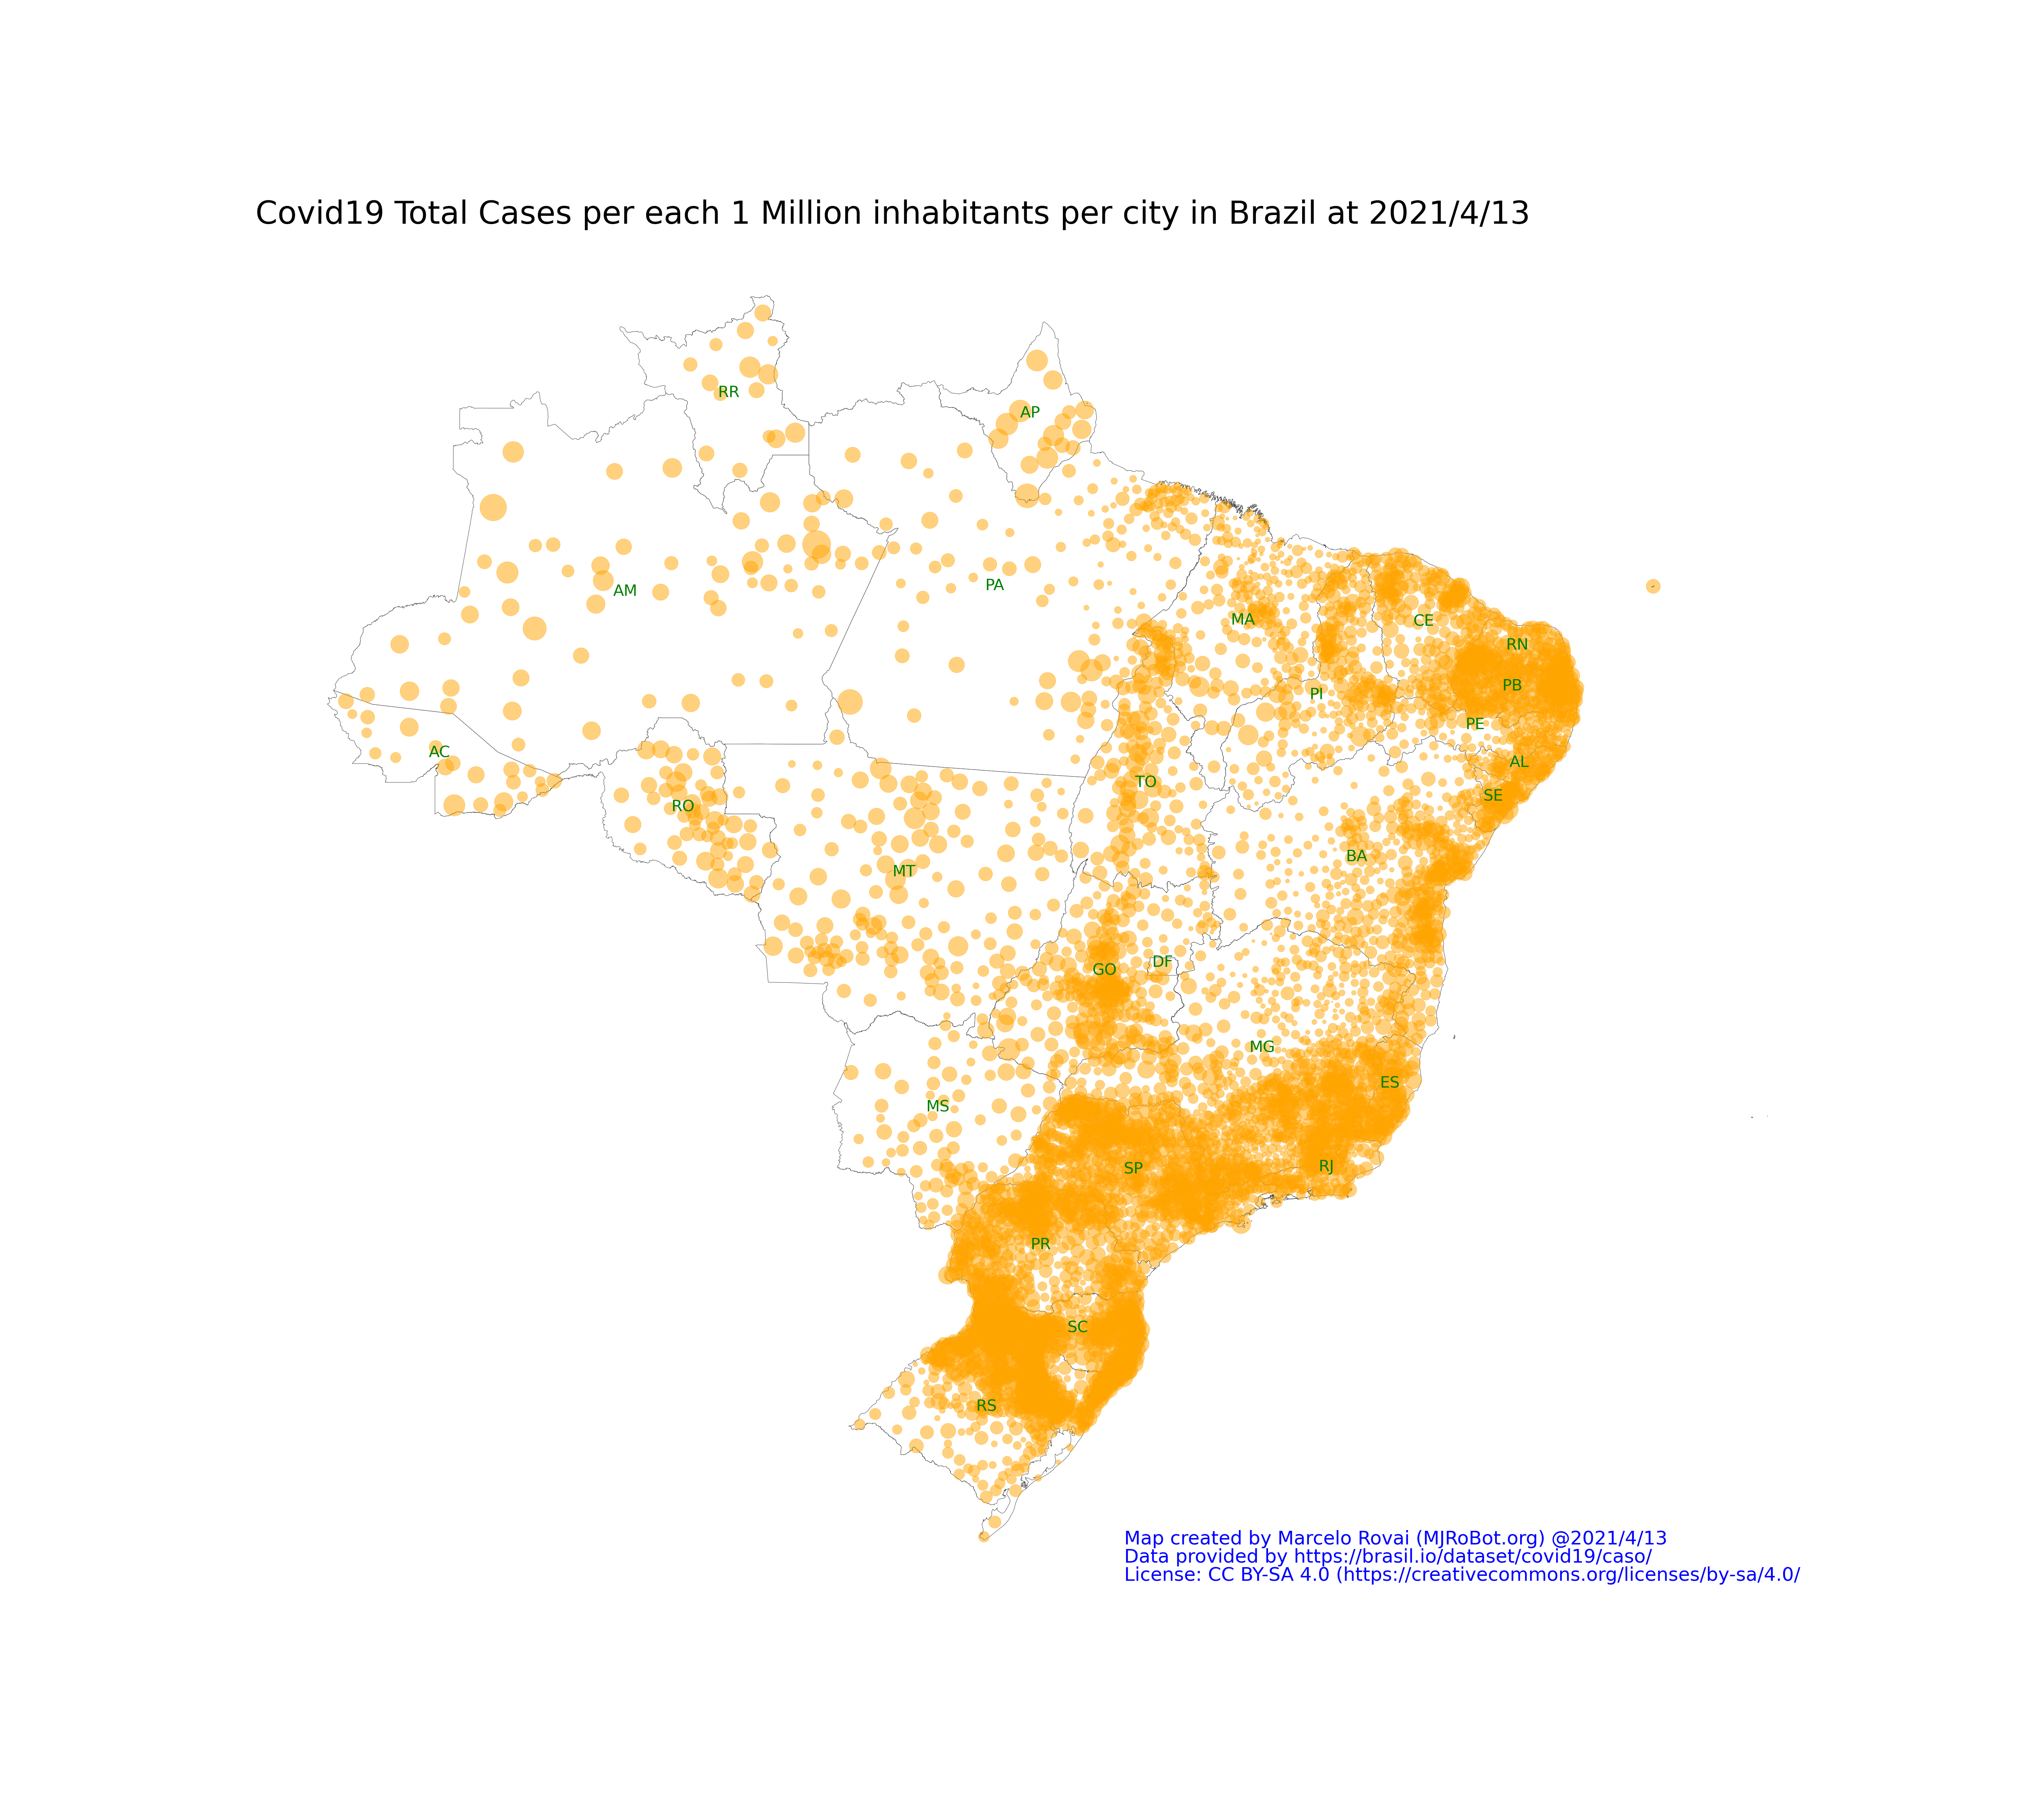 Covid19 Total Cases per each 1 Million inhabitants per city in Brazil at 2021/4/13
RR
AP
AM
PA
MA
CE
RN
PI
PB
PE
AC
AL
TO
SE
RO
BA
MT
DF
GO
MG
ES
MS
RJ
SP
PR
SC
RS
Map created by Marcelo Rovai (MJRoBot.org) @2021/4/13
Data provided by https://brasil.io/dataset/covid19/caso/
License: CC BY-SA 4.0 (https://creativecommons.org/licenses/by-sa/4.0/